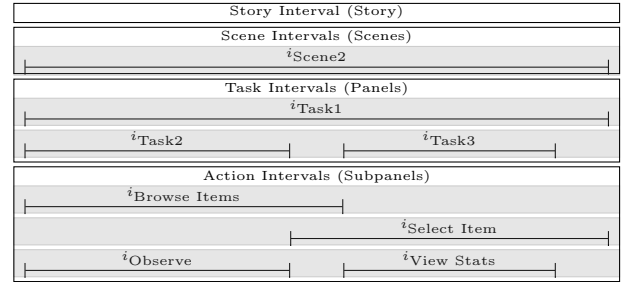 Story Interval (Story)
Scene Intervals (Scenes)
iScene2
Task Intervals (Panels)
iTask1
iTask2 iTask3
Action Intervals (Subpanels)
iBrowse Items
iSelect Item
iObserve iView Stats